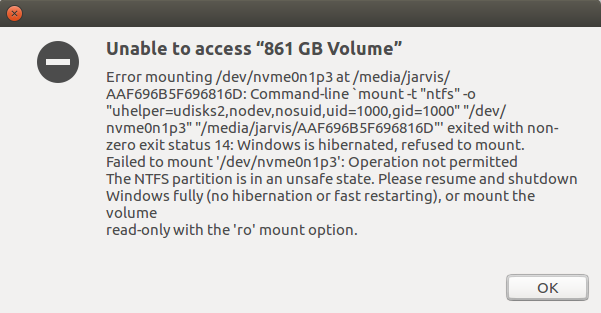 Unable to access “861 GB Volume”
Error mounting /dev/nvme0n1p3 at /media/jarvis/
AAF696B5F696816D: Command-line `mount -t "ntfs" -o
"uhelper=udisks2,nodev,nosuid,uid=1000,gid=1000" "/dev/
nvme0n1p3" "/media/jarvis/AAF696B5F696816D"' exited with non-
zero exit status 14: Windows is hibernated, refused to mount.
Failed to mount '/dev/nvme0n1p3': Operation not permitted
The NTFS partition is in an unsafe state. Please resume and shutdown
Windows fully (no hibernation or fast restarting), or mount the
volume
read-only with the 'ro' mount option.
OK